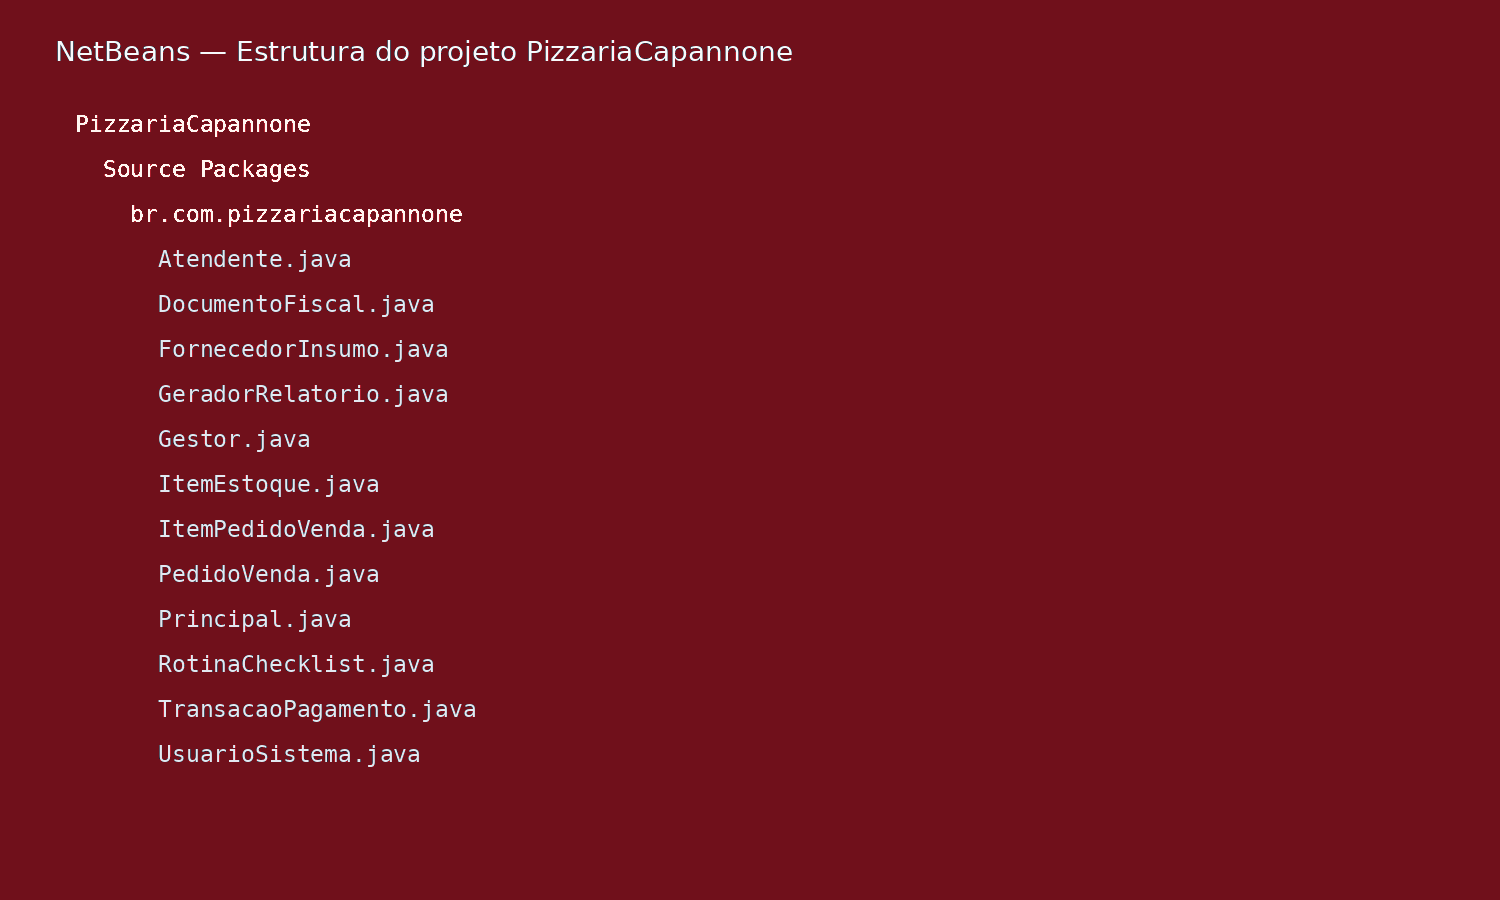 NetBeans — Estrutura do projeto PizzariaCapannone
PizzariaCapannone
Source Packages
br.com.pizzariacapannone
Atendente.java
DocumentoFiscal.java
FornecedorInsumo.java
GeradorRelatorio.java
Gestor.java
ItemEstoque.java
ItemPedidoVenda.java
PedidoVenda.java
Principal.java
RotinaChecklist.java
TransacaoPagamento.java
UsuarioSistema.java